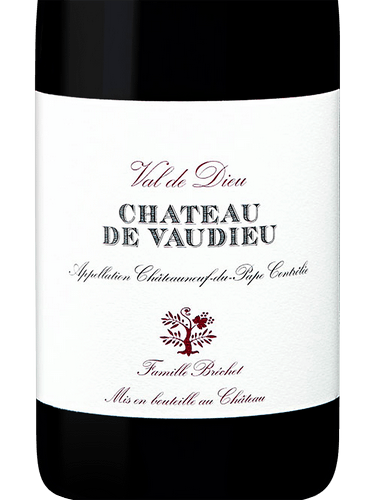 Val de Dieu
CHATEAU
DE VAUDIEU
Appellation Châteauneuf-du-Pape Contrôlée
Famille Bréchet
Mis en bouteille au Château